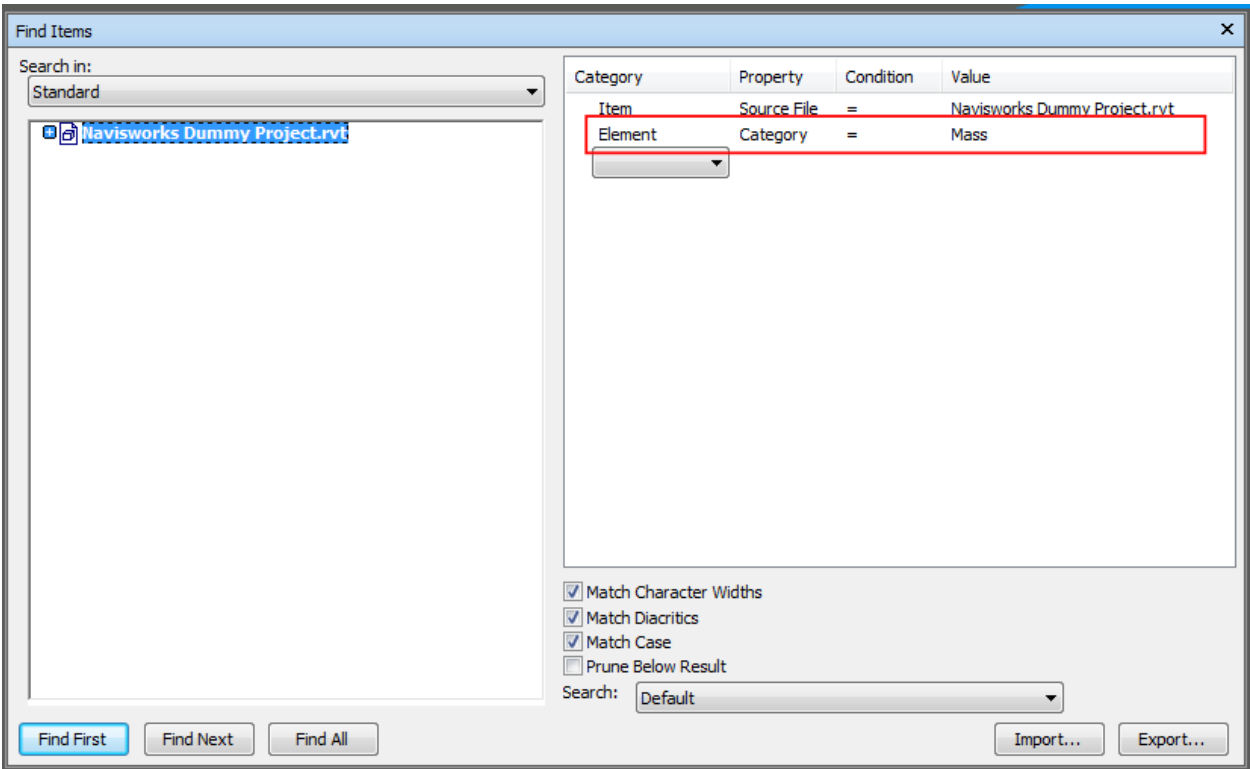 Find Items
Search in:
Standard
Navisworks Dummy Project.rvt
Category Property Condition Value
Item Source File = Navisworks Dummy Project.rvt
Element Category = Mass
Match Character Widths
Match Diacritics
Match Case
Prune Below Result
Search: Default
Find First Find Next Find All Import... Export...